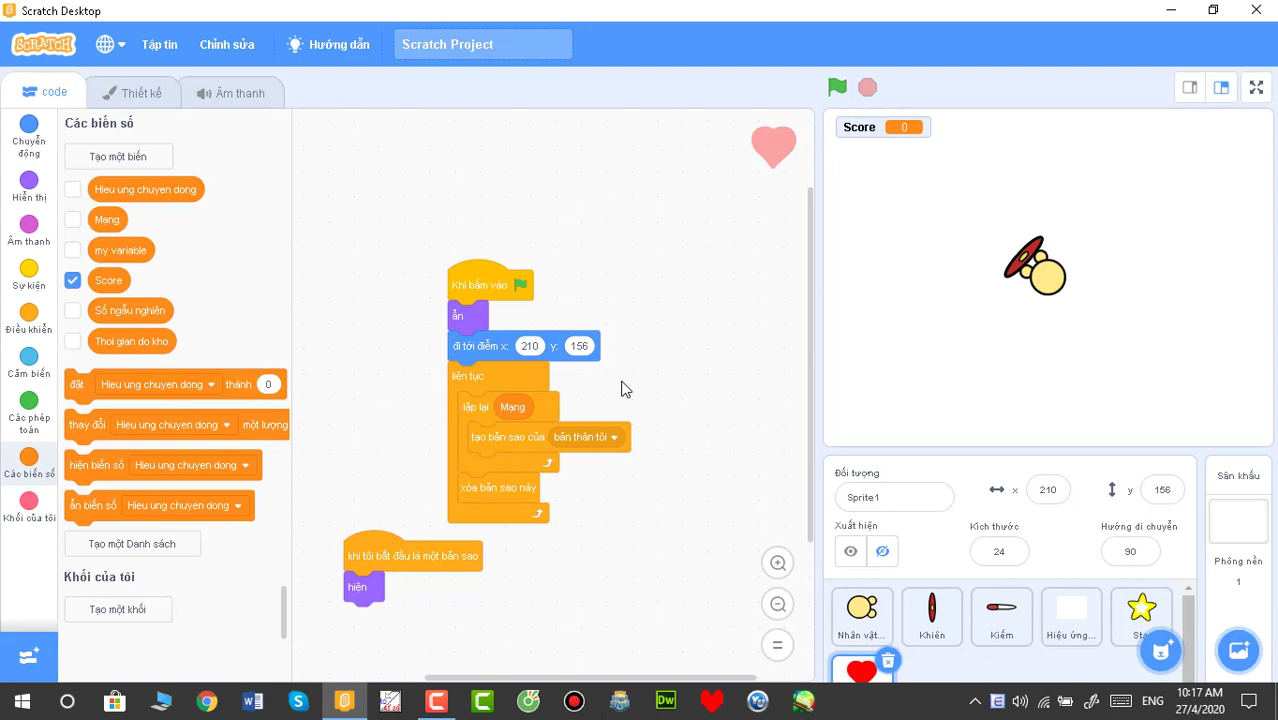 Scratch Desktop
SCRATCH
Tập tin
Chỉnh sửa
Hướng dẫn
Scratch Project
code
Thiết kế
Âm thanh
Chuyển động
Hiển thị
Âm thanh
Sự kiện
Điều khiển
Cảm biến
Các phép toán
Các biến số
Khối của tôi
Các biến số
Tạo một biến
Hieu ung chuyen dong
Mạng
my variable
Score
Số ngẫu nghiên
Thoi gian do kho
đặt Hieu ung chuyen dong thành 0
thay đổi Hieu ung chuyen dong một lượng
hiện biến số Hieu ung chuyen dong
ẩn biến số Hieu ung chuyen dong
Tạo một Danh sách
Khối của tôi
Tạo một khối
Khi bấm vào
ẩn
đi tới điểm x: 210 y: 156
liên tục
lặp lại Mạng
tạo bản sao của bản thân tôi
xóa bản sao này
khi tôi bắt đầu là một bản sao
hiện
Score 0
Đối tượng
Sprite1
x 210
y 156
Xuất hiện
Kích thước
24
Hướng di chuyển
90
Nhân vật...
Khiên
Kiếm
Hiệu ứng...
Sta
Sân khấu
Phông nền
1
Dw
ENG
10:17 AM
27/4/2020